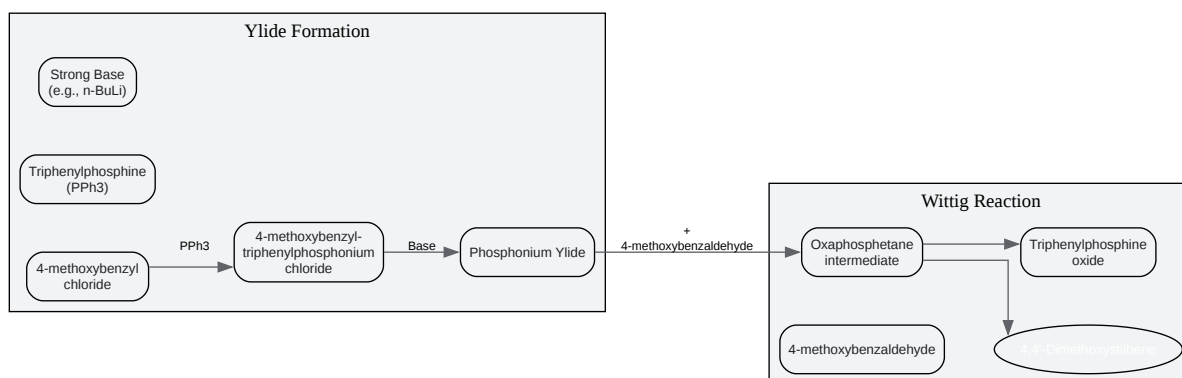 Ylide Formation
Strong Base
(e.g., n-BuLi)
Triphenylphosphine
(PPh3)
4-methoxybenzyl
chloride
PPh3
4-methoxybenzyl-
triphenylphosphonium
chloride
Base
Phosphonium Ylide
+
4-methoxybenzaldehyde
Wittig Reaction
Oxaphosphetane
intermediate
Triphenylphosphine
oxide
4-methoxybenzaldehyde
4,4'-Dimethoxystilbene